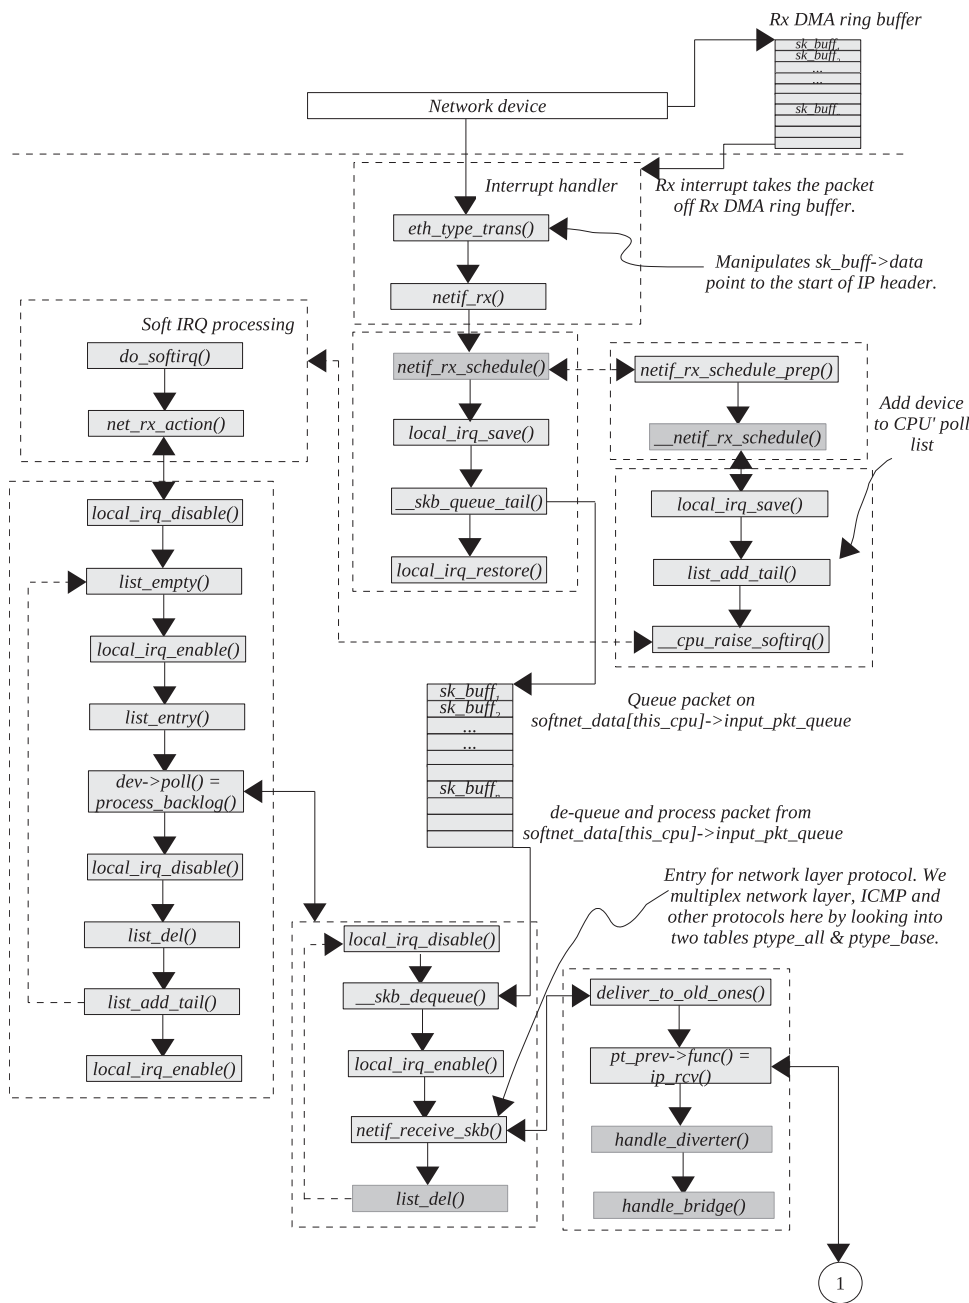 Rx DMA ring buffer
sk_buff1
sk_buff2
...
...
sk_buff
Network device
Interrupt handler
Rx interrupt takes the packet
off Rx DMA ring buffer.
eth_type_trans()
Manipulates sk_buff->data
point to the start of IP header.
netif_rx()
Soft IRQ processing
do_softirq()
net_rx_action()
netif_rx_schedule()
local_irq_save()
__skb_queue_tail()
local_irq_restore()
netif_rx_schedule_prep()
__netif_rx_schedule()
Add device
to CPU' poll
list
local_irq_save()
list_add_tail()
__cpu_raise_softirq()
local_irq_disable()
list_empty()
local_irq_enable()
list_entry()
dev->poll() =
process_backlog()
local_irq_disable()
list_del()
list_add_tail()
local_irq_enable()
sk_buff1
sk_buff2
...
...
sk_buffn
Queue packet on
softnet_data[this_cpu]->input_pkt_queue
de-queue and process packet from
softnet_data[this_cpu]->input_pkt_queue
Entry for network layer protocol. We
multiplex network layer, ICMP and
other protocols here by looking into
two tables ptype_all & ptype_base.
local_irq_disable()
__skb_dequeue()
local_irq_enable()
netif_receive_skb()
list_del()
deliver_to_old_ones()
pt_prev->func() =
ip_rcv()
handle_diverter()
handle_bridge()
1